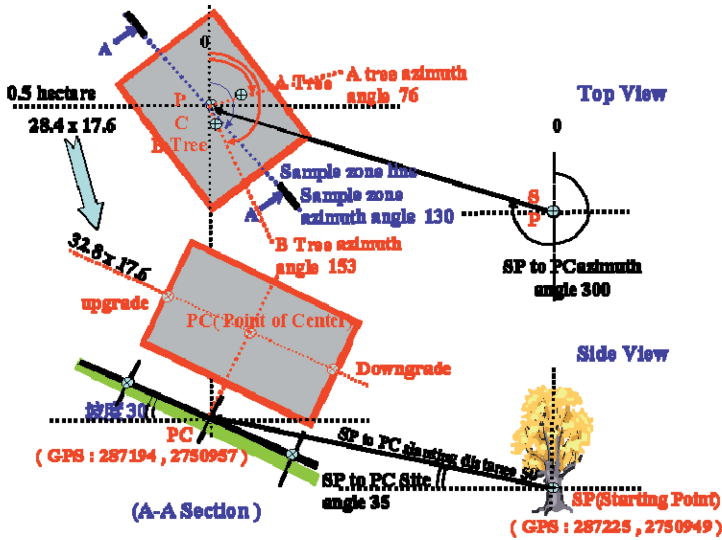 0
A
A Tree
A tree azimuth
angle 76
0.5 hectare
28.4 x 17.6
P
C
B Tree
Top View
0
Sample zone line
Sample zone
azimuth angle 130
A
S
P
B Tree azimuth
angle 153
SP to PC azimuth
angle 300
32.8 x 17.6
upgrade
PC( Point of Center)
Downgrade
Side View
坡度 30
PC
( GPS : 287194 , 2750957 )
SP to PC slanting distance 50
SP to PC Site
angle 35
(A-A Section )
SP(Starting Point)
( GPS : 287225 , 2750949 )